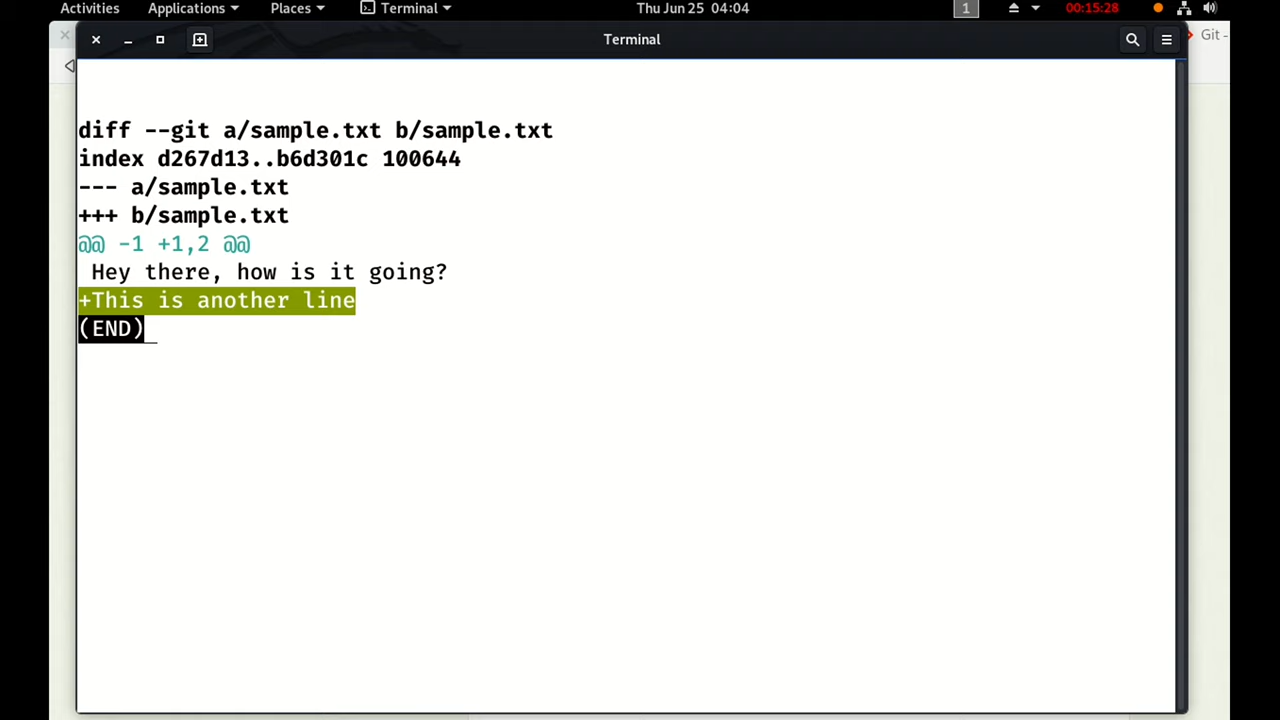 Activities Applications Places Terminal Thu Jun 25 04:04 1 00:15:28
Terminal
Git -
diff --git a/sample.txt b/sample.txt
index d267d13..b6d301c 100644
--- a/sample.txt
+++ b/sample.txt
@@ -1 +1,2 @@
Hey there, how is it going?
+This is another line
(END)